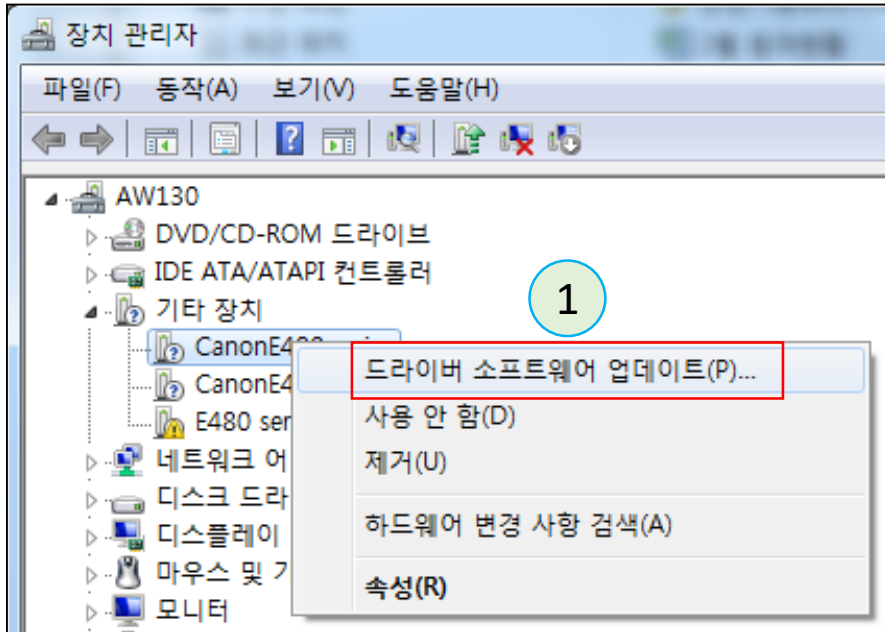 장치 관리자
파일(F) 동작(A) 보기(V) 도움말(H)
AW130
DVD/CD-ROM 드라이브
IDE ATA/ATAPI 컨트롤러
기타 장치
1
CanonE4
드라이버 소프트웨어 업데이트(P)...
CanonE4
사용 안 함(D)
E480 ser
네트워크 어
제거(U)
디스크 드라
디스플레이
하드웨어 변경 사항 검색(A)
마우스 및 기
속성(R)
모니터